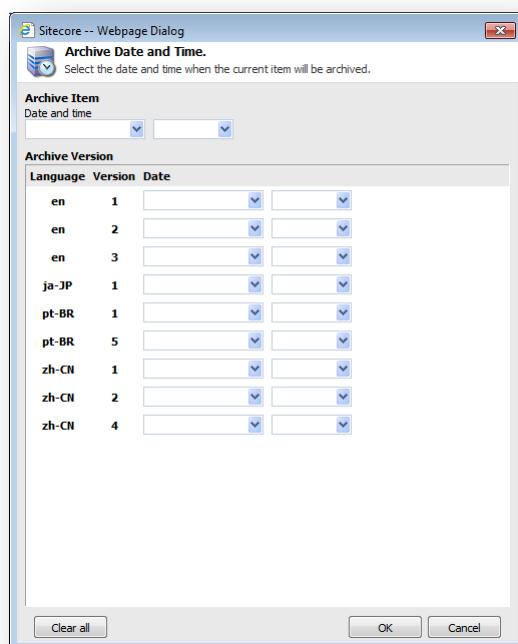 Sitecore -- Webpage Dialog
Archive Date and Time.
Select the date and time when the current item will be archived.
Archive Item
Date and time
Archive Version
Language Version Date
en 1
en 2
en 3
ja-JP 1
pt-BR 1
pt-BR 5
zh-CN 1
zh-CN 2
zh-CN 4
Clear all OK Cancel